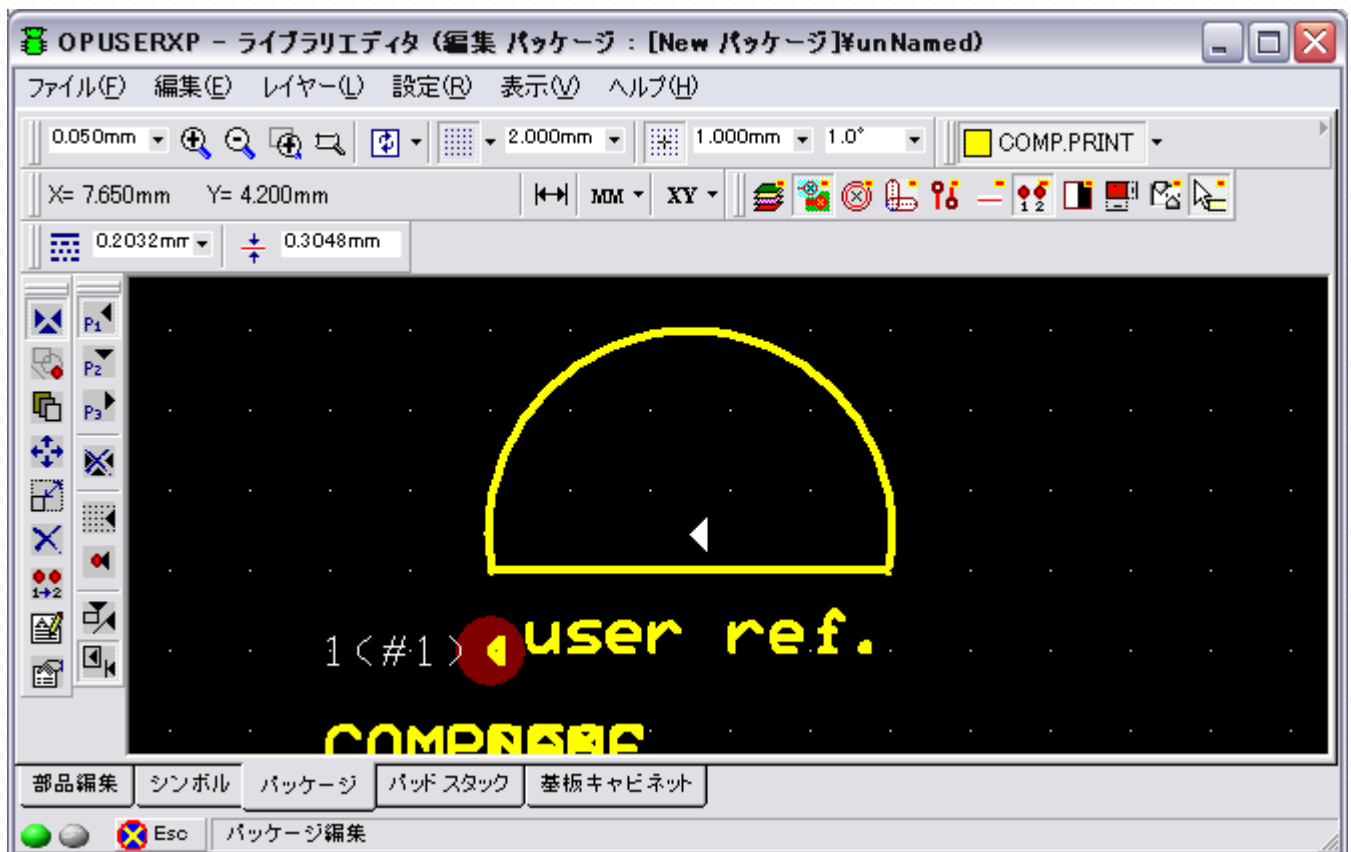 OPUSERXP - ライブラリエディタ (編集 パッケージ : [New パッケージ]¥unNamed)
ファイル(F) 編集(E) レイヤー(L) 設定(R) 表示(V) ヘルプ(H)
0.050mm 2.000mm 1.000mm 1.0° COMP.PRINT
X= 7.650mm Y= 4.200mm MM XY 1 2
0.2032mm 0.3048mm
P1
P2
P3
1→2
user ref.
1(#1)
部品編集 シンボル パッケージ パッド スタック 基板キャビネット
Esc パッケージ編集